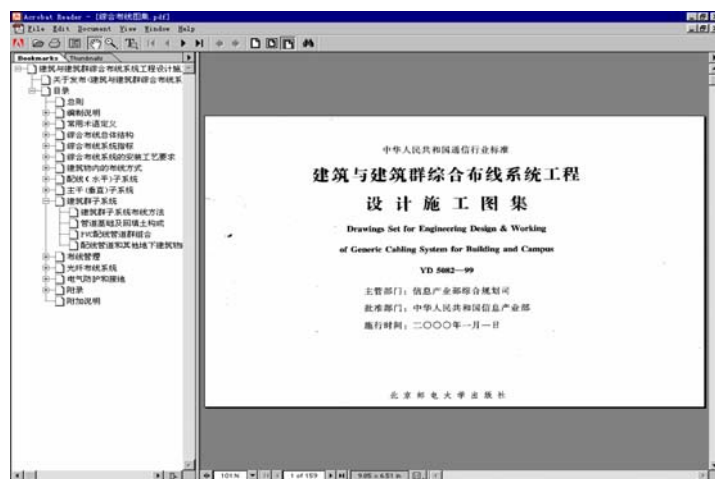 Acrobat Reader - [综合布线图集.pdf]
File Edit Document View Window Help
Bookmarks Thumbnails
建筑与建筑群综合布线系统工程设计施
关于发布《建筑与建筑群综合布线系
目录
总则
编制说明
常用术语定义
综合布线总体结构
综合布线系统指标
综合布线系统的安装工艺要求
建筑物内的布线方式
配线(水平)子系统
主干(垂直)子系统
建筑群子系统
建筑群子系统布线方法
管道基础及回填土构成
PVC配线管道群组合
配线管道和其他地下建筑物
布线管理
光纤布线系统
电气防护和接地
附录
附加说明
中华人民共和国通信行业标准
建筑与建筑群综合布线系统工程
设计施工图集
Drawings Set for Engineering Design & Working
of Generic Cabling System for Building and Campus
YD 5082—99
主管部门：信息产业部综合规划司
批准部门：中华人民共和国信息产业部
施行时间：二〇〇〇年一月一日
北京邮电大学出版社
101% 1 of 159 9.05 x 6.51 in